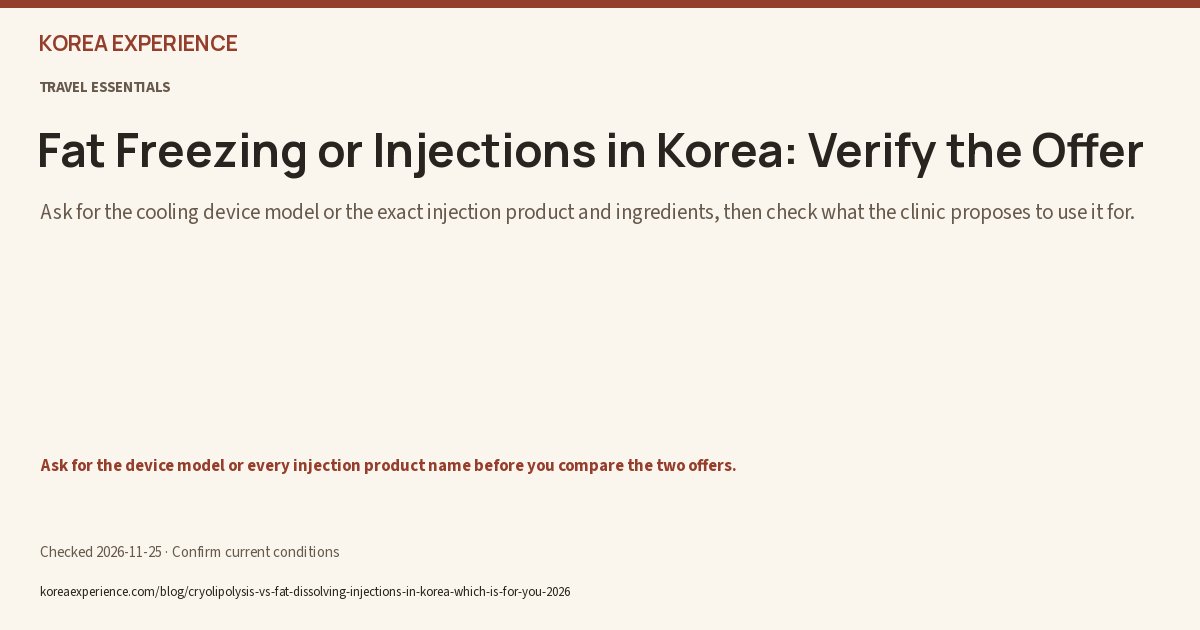 KOREA EXPERIENCE
TRAVEL ESSENTIALS
Fat Freezing or Injections in Korea: Verify the Offer
Ask for the cooling device model or the exact injection product and ingredients, then check what the clinic proposes to use it for.
Ask for the device model or every injection product name before you compare the two offers.
Checked 2026-11-25 · Confirm current conditions
koreaexperience.com/blog/cryolipolysis-vs-fat-dissolving-injections-in-korea-which-is-for-you-2026